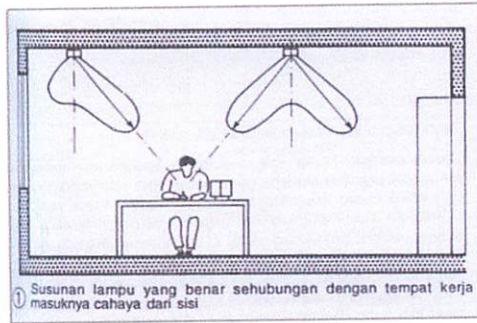 ① Susunan lampu yang benar sehubungan dengan tempat kerja
masuknya cahaya dari sisi